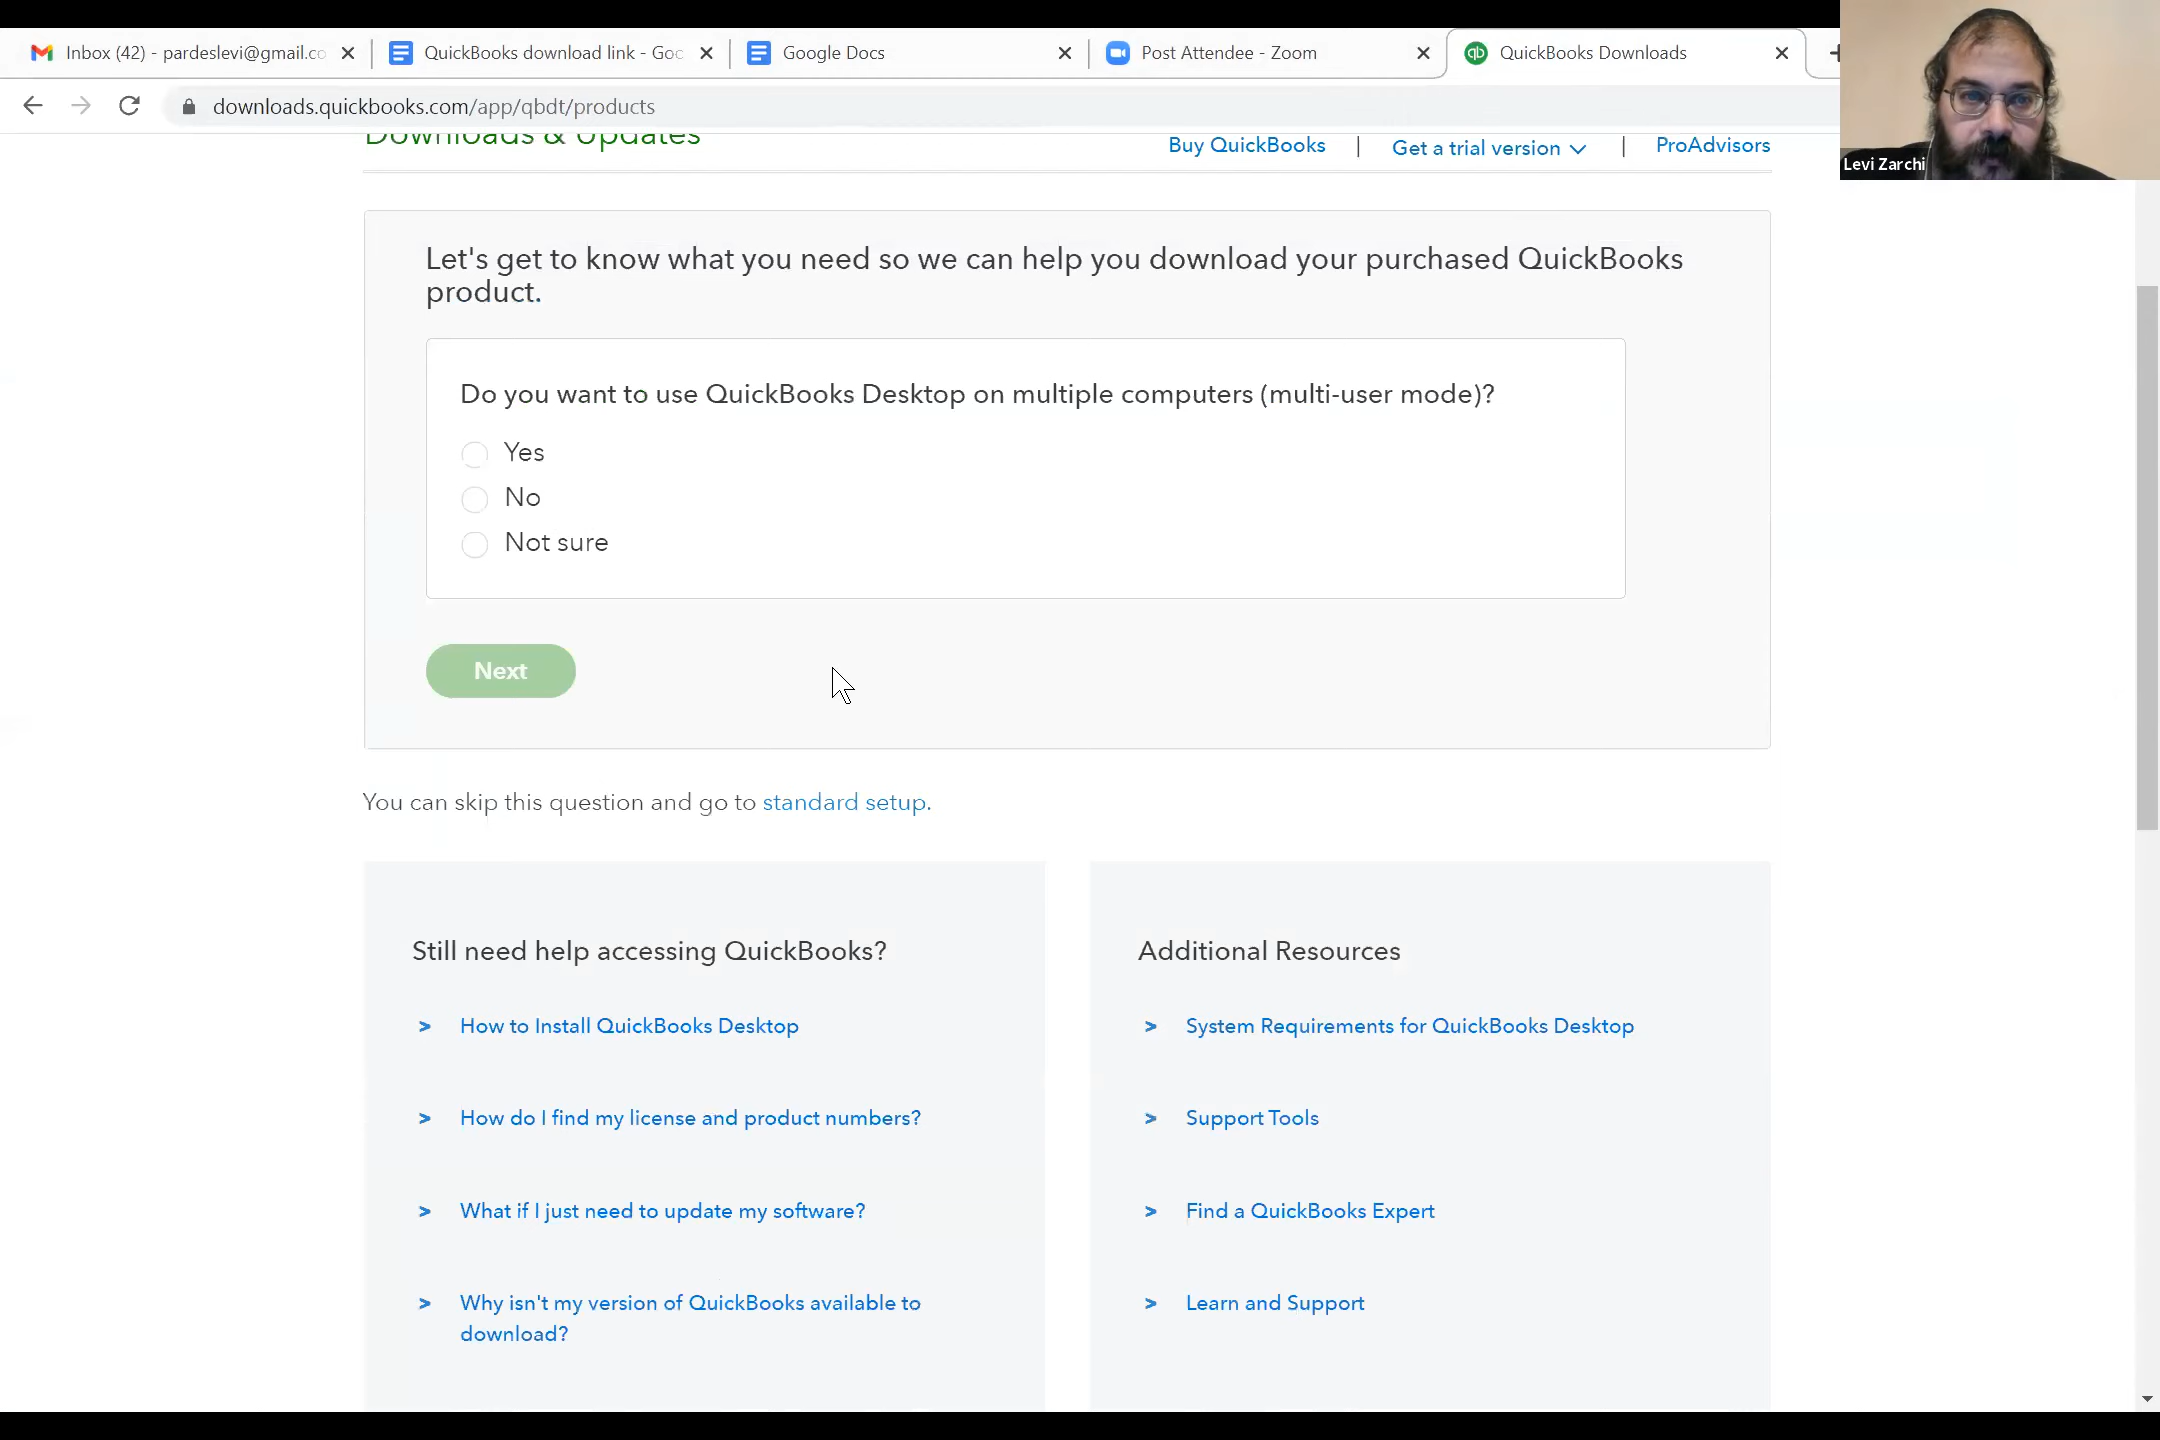 Inbox (42) - pardeslevi@gmail.co
QuickBooks download link - Goc
Google Docs
Post Attendee - Zoom
QuickBooks Downloads
downloads.quickbooks.com/app/qbdt/products
Levi Zarchi
Downloads & Updates
Buy QuickBooks | Get a trial version | ProAdvisors
Let's get to know what you need so we can help you download your purchased QuickBooks
product.
Do you want to use QuickBooks Desktop on multiple computers (multi-user mode)?
Yes
No
Not sure
Next
You can skip this question and go to standard setup.
Still need help accessing QuickBooks?
> How to Install QuickBooks Desktop
> How do I find my license and product numbers?
> What if I just need to update my software?
> Why isn't my version of QuickBooks available to
download?
Additional Resources
> System Requirements for QuickBooks Desktop
> Support Tools
> Find a QuickBooks Expert
> Learn and Support